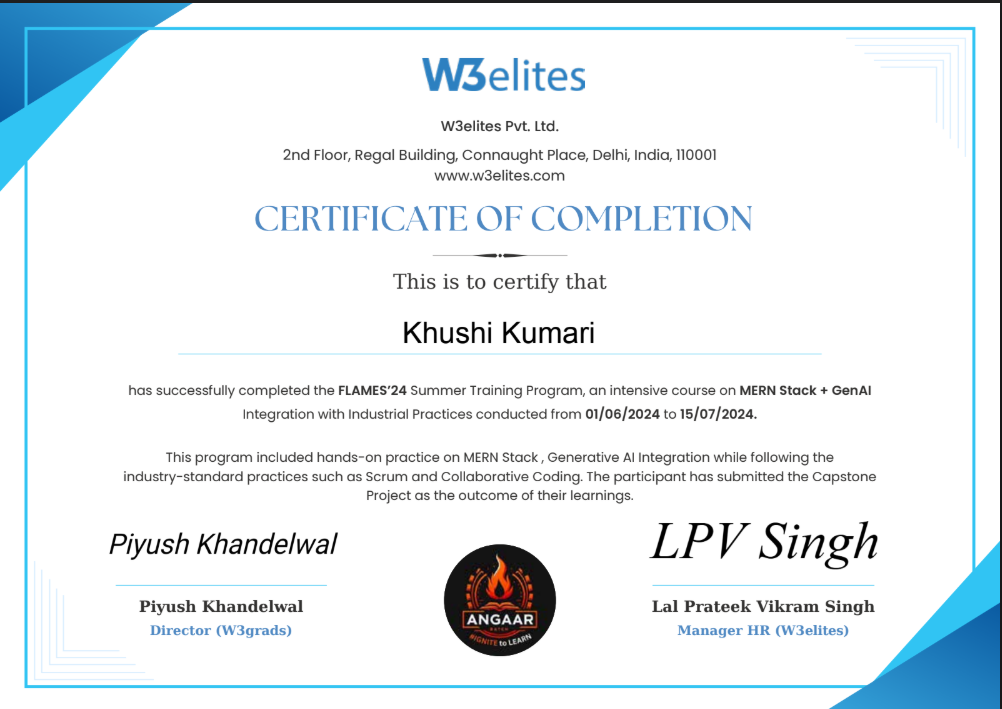 W3elites
W3elites Pvt. Ltd.
2nd Floor, Regal Building, Connaught Place, Delhi, India, 110001
www.w3elites.com
CERTIFICATE OF COMPLETION
This is to certify that
Khushi Kumari
has successfully completed the FLAMES'24 Summer Training Program, an intensive course on MERN Stack + GenAI
Integration with Industrial Practices conducted from 01/06/2024 to 15/07/2024.
This program included hands-on practice on MERN Stack , Generative AI Integration while following the
industry-standard practices such as Scrum and Collaborative Coding. The participant has submitted the Capstone
Project as the outcome of their learnings.
Piyush Khandelwal
Piyush Khandelwal
Director (W3grads)
ANGAAR
BATCH
#IGNITE to LEARN
LPV Singh
Lal Prateek Vikram Singh
Manager HR (W3elites)